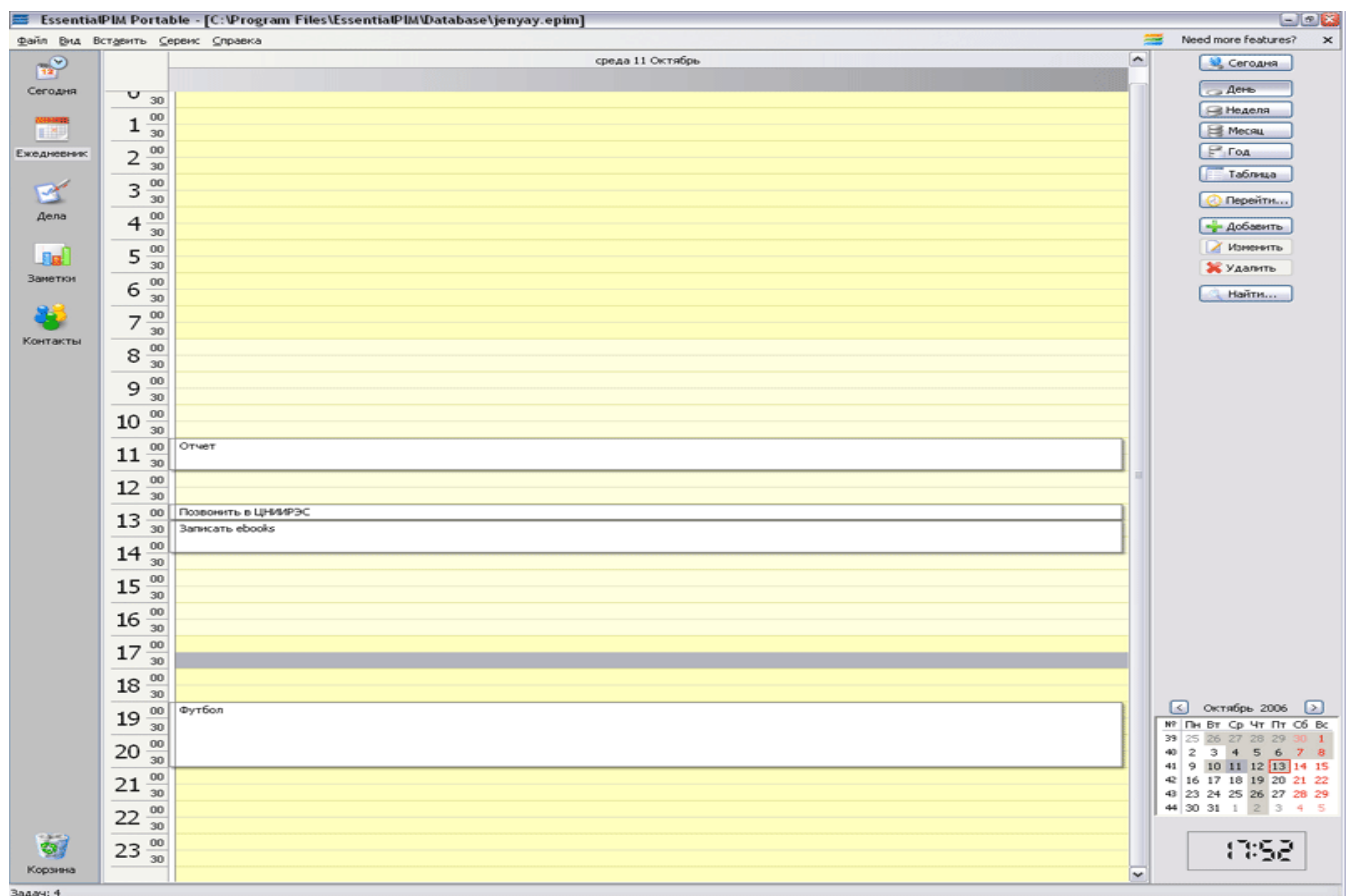 EssentialPIM Portable - [C:\Program Files\EssentialPIM\Database\jenyay.epim]
Файл Вид Вставить Сервис Справка
Need more features?
Сегодня
Ежедневник
Дела
Заметки
Контакты
Корзина
среда 11 Октябрь
0 30
1 00 30
2 00 30
3 00 30
4 00 30
5 00 30
6 00 30
7 00 30
8 00 30
9 00 30
10 00 30
11 00 30
Отчет
12 00 30
13 00 30
Позвонить в ЦНИИРЭС
Записать ebooks
14 00 30
15 00 30
16 00 30
17 00 30
18 00 30
19 00 30
Футбол
20 00 30
21 00 30
22 00 30
23 00 30
Сегодня
День
Неделя
Месяц
Год
Таблица
Перейти...
Добавить
Изменить
Удалить
Найти...
Октябрь 2006
№ Пн Вт Ср Чт Пт Сб Вс
39 25 26 27 28 29 30 1
40 2 3 4 5 6 7 8
41 9 10 11 12 13 14 15
42 16 17 18 19 20 21 22
43 23 24 25 26 27 28 29
44 30 31 1 2 3 4 5
17:52
Задач: 4